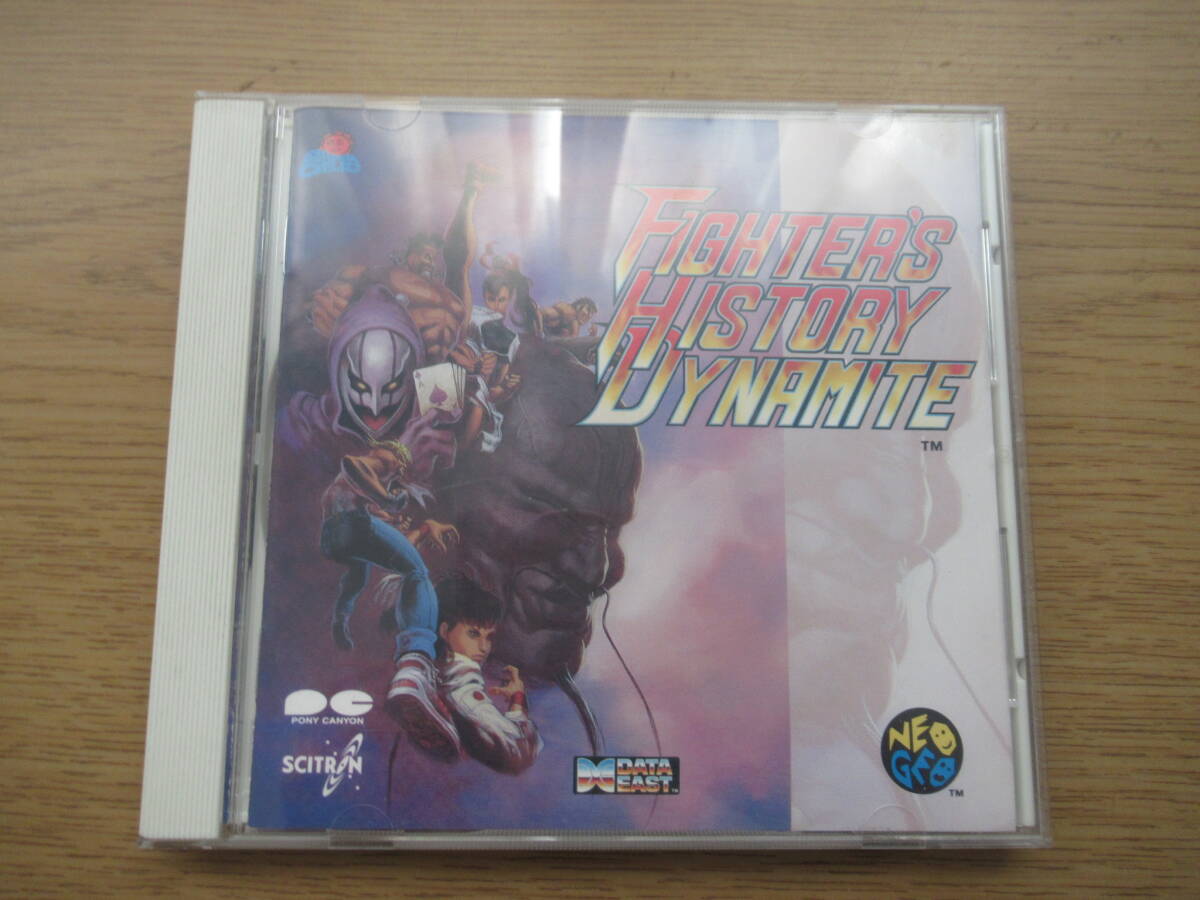 FIGHTER'S
HISTORY
DYNAMITE
TM
A
PONY CANYON
SCITRON
DATA
EAST
NEO
GEO
TM